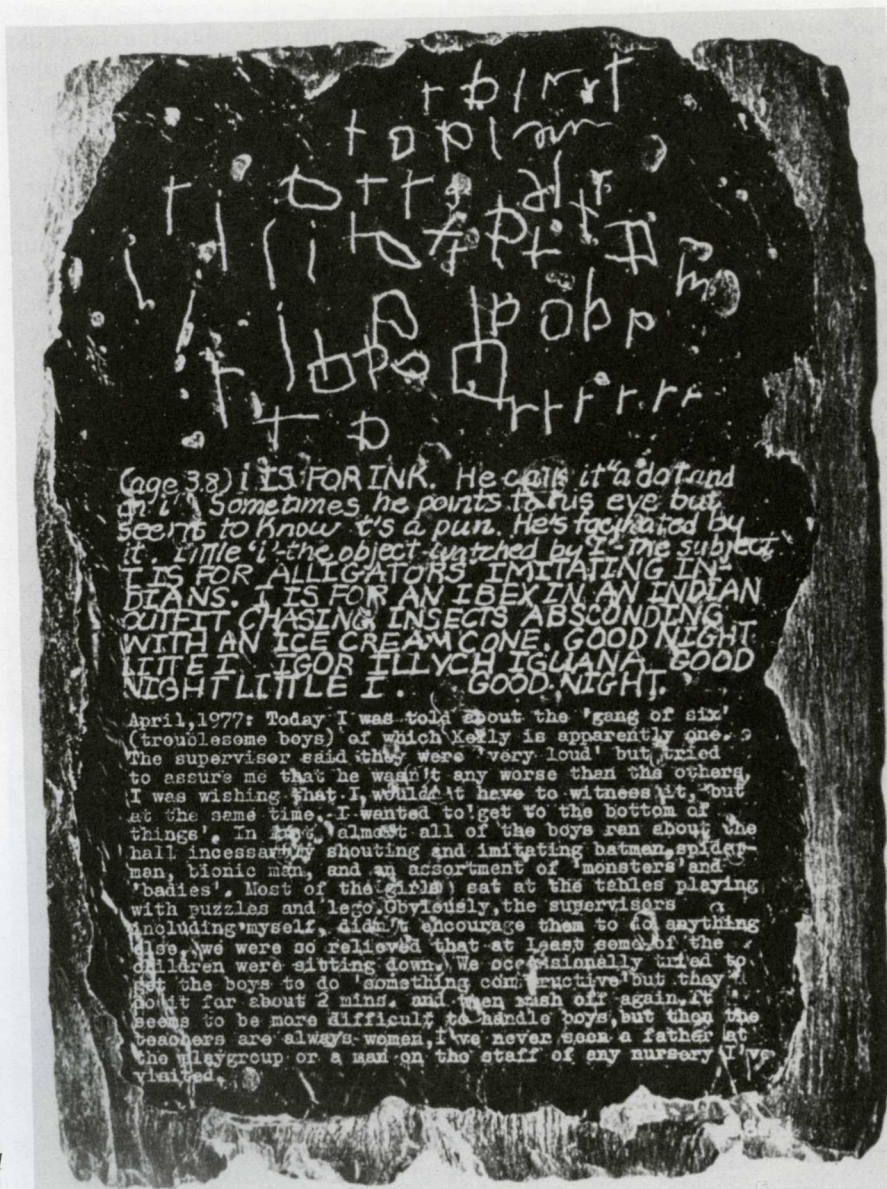 r b l r r t
t o p l a m
(age 3.8) i IS FOR INK. He calls it "a dot and
an i". Sometimes he points to his eye but
seems to know t's a pun. He's facinated by
it. Little 'i'-the object watched by I-the subject,
I IS FOR ALLIGATORS IMITATING IN-
DIANS. I IS FOR AN IBEX IN AN INDIAN
OUTFIT CHASING INSECTS ABSCONDING
WITH AN ICE CREAM CONE. GOOD NIGHT
LITTE I. IGOR ILLYCH IGUANA. GOOD
NIGHT LITTLE I. GOOD NIGHT.
April,1977: Today I was told about the 'gang of six'
(troublesome boys) of which Kelly is apparently one.
The supervisor said they were 'very loud' but tried
to assure me that he wasn't any worse than the others.
I was wishing that I wouldn't have to witness it, but
at the same time, I wanted to 'get to the bottom of
things'. In fact, almost all of the boys ran about the
hall incessantly shouting and imitating batman, spider-
man, bionic man, and an assortment of 'monsters' and
'badies'. Most of the (girls) sat at the tables playing
with puzzles and lego. Obviously, the supervisors
including myself, didn't encourage them to do anything
else, we were so relieved that at least some of the
children were sitting down. We occasionally tried to
get the boys to do 'something constructive' but they'd
do it for about 2 mins. and then rush off again. It
seems to be more difficult to handle boys, but then the
teachers are always women, I've never seen a father at
the playgroup or a man on the staff of any nursery I've
visited.